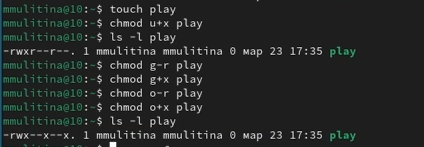 mmulitina@10:~$ touch play
mmulitina@10:~$ chmod u+x play
mmulitina@10:~$ ls -l play
-rwxr--r--. 1 mmulitina mmulitina 0 мар 23 17:35 play
mmulitina@10:~$ chmod g-r play
mmulitina@10:~$ chmod g+x play
mmulitina@10:~$ chmod o-r play
mmulitina@10:~$ chmod o+x play
mmulitina@10:~$ ls -l play
-rwx--x--x. 1 mmulitina mmulitina 0 мар 23 17:35 play